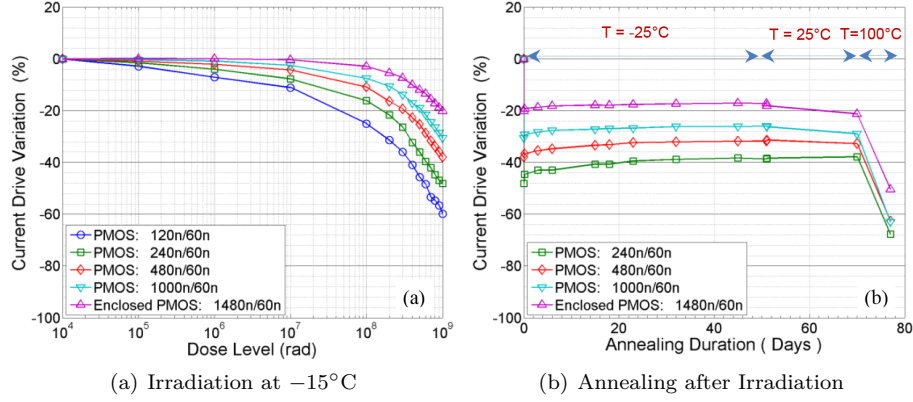 20
0
-20
-40
-60
-80
-100
Current Drive Variation (%)
PMOS: 120n/60n
PMOS: 240n/60n
PMOS: 480n/60n
PMOS: 1000n/60n
Enclosed PMOS: 1480n/60n
(a)
10^4 10^5 10^6 10^7 10^8 10^9
Dose Level (rad)
(a) Irradiation at −15°C
20
0
-20
-40
-60
-80
-100
Current Drive Variation (%)
T = -25°C T = 25°C T=100°C
PMOS: 240n/60n
PMOS: 480n/60n
PMOS: 1000n/60n
Enclosed PMOS: 1480n/60n
(b)
0 20 40 60 80
Annealing Duration ( Days )
(b) Annealing after Irradiation